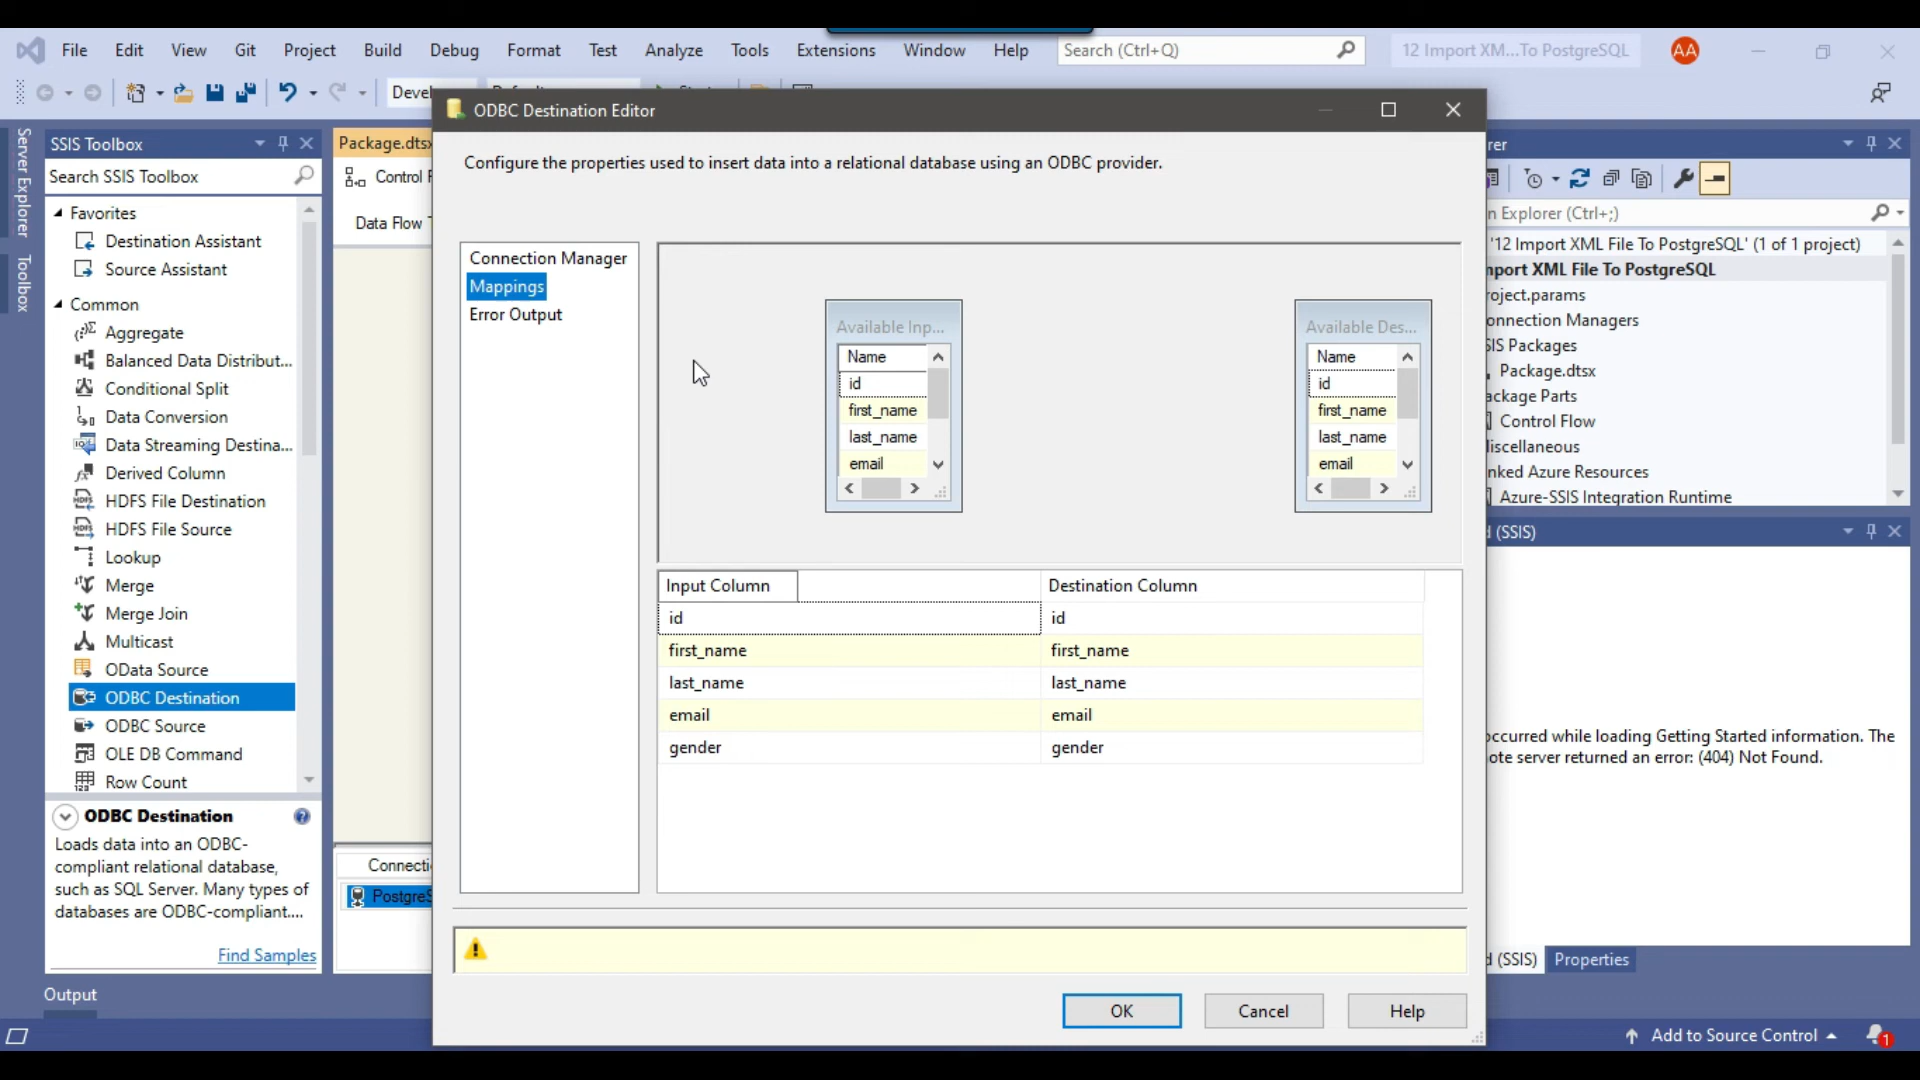 File Edit View Git Project Build Debug Format Test Analyze Tools Extensions Window Help Search (Ctrl+Q) 12 Import XM...To PostgreSQL AA
Devel
SSIS Toolbox
Search SSIS Toolbox
Favorites
Destination Assistant
Source Assistant
Common
Aggregate
Balanced Data Distribut...
Conditional Split
Data Conversion
Data Streaming Destina...
Derived Column
HDFS File Destination
HDFS File Source
Lookup
Merge
Merge Join
Multicast
OData Source
ODBC Destination
ODBC Source
OLE DB Command
Row Count
ODBC Destination
Loads data into an ODBC-
compliant relational database,
such as SQL Server. Many types of
databases are ODBC-compliant....
Find Samples
Output
Server Explorer
Toolbox
Package.dtsx
Control F
Data Flow T
Connecti
PostgreS
ODBC Destination Editor
Configure the properties used to insert data into a relational database using an ODBC provider.
Connection Manager
Mappings
Error Output
Available Inp...
Name
id
first_name
last_name
email
Available Des...
Name
id
first_name
last_name
email
Input Column Destination Column
id id
first_name first_name
last_name last_name
email email
gender gender
OK Cancel Help
rer
n Explorer (Ctrl+;)
'12 Import XML File To PostgreSQL' (1 of 1 project)
mport XML File To PostgreSQL
roject.params
onnection Managers
SIS Packages
Package.dtsx
ackage Parts
Control Flow
iscellaneous
nked Azure Resources
Azure-SSIS Integration Runtime
d (SSIS)
occurred while loading Getting Started information. The
ote server returned an error: (404) Not Found.
d (SSIS) Properties
Add to Source Control 1